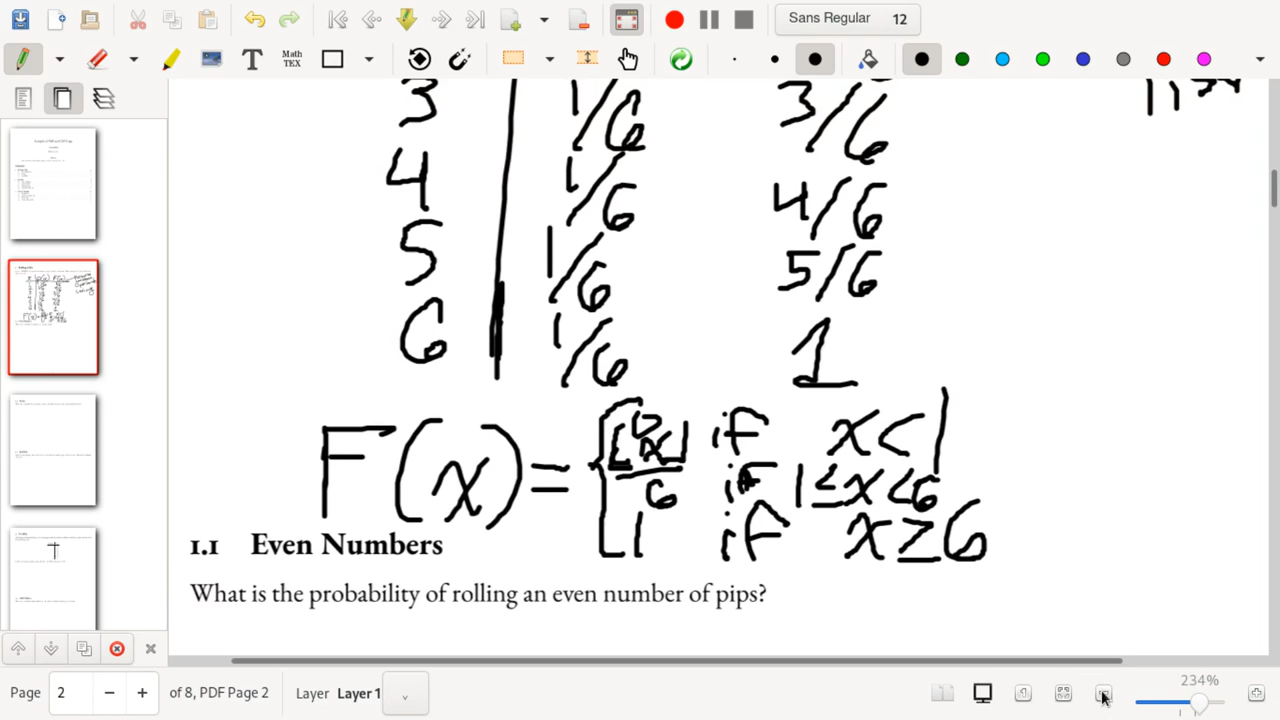 Sans Regular 12
T Math TEX
3 1/6 3/6
4 1/6 4/6
5 1/6 5/6
6 1/6 1
F(x) = { 0 if x<1
⌊x⌋/6 if 1≤x<6
1 if x≥6
1.1 Even Numbers
What is the probability of rolling an even number of pips?
Page 2 − + of 8, PDF Page 2 Layer Layer 1 234%